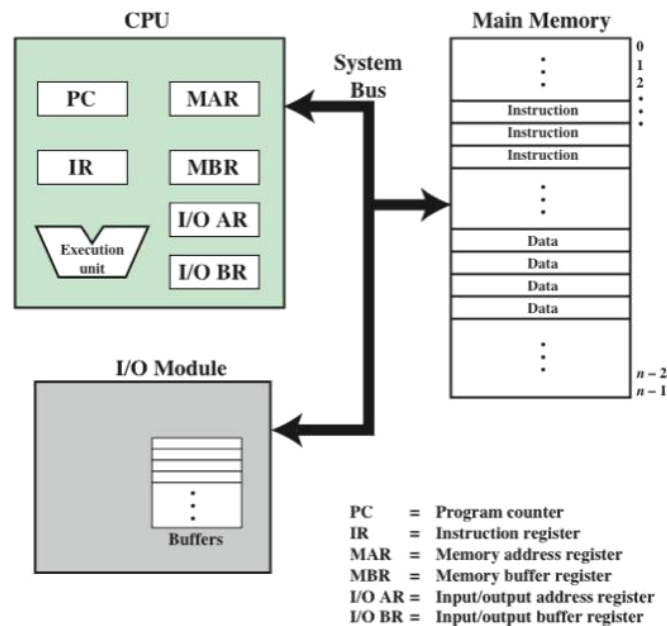 CPU
Main Memory
System
Bus
PC
MAR
IR
MBR
I/O AR
I/O BR
Execution
unit
0
1
2
Instruction
Instruction
Instruction
Data
Data
Data
Data
n – 2
n – 1
I/O Module
Buffers
PC = Program counter
IR = Instruction register
MAR = Memory address register
MBR = Memory buffer register
I/O AR = Input/output address register
I/O BR = Input/output buffer register